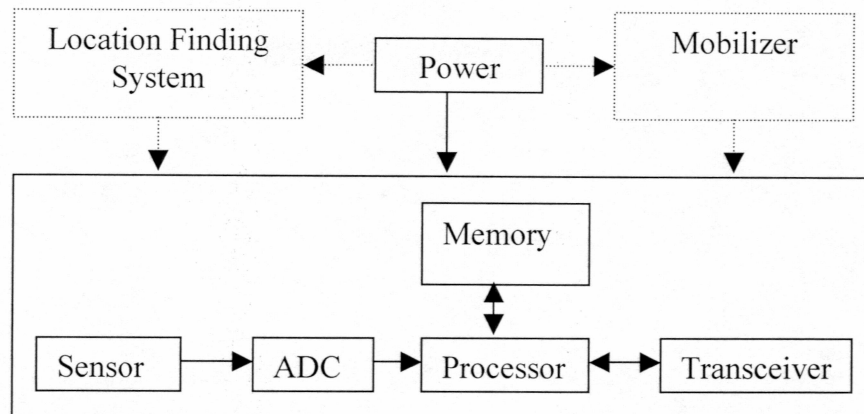 Location Finding
System
Power
Mobilizer
Memory
Sensor
ADC
Processor
Transceiver